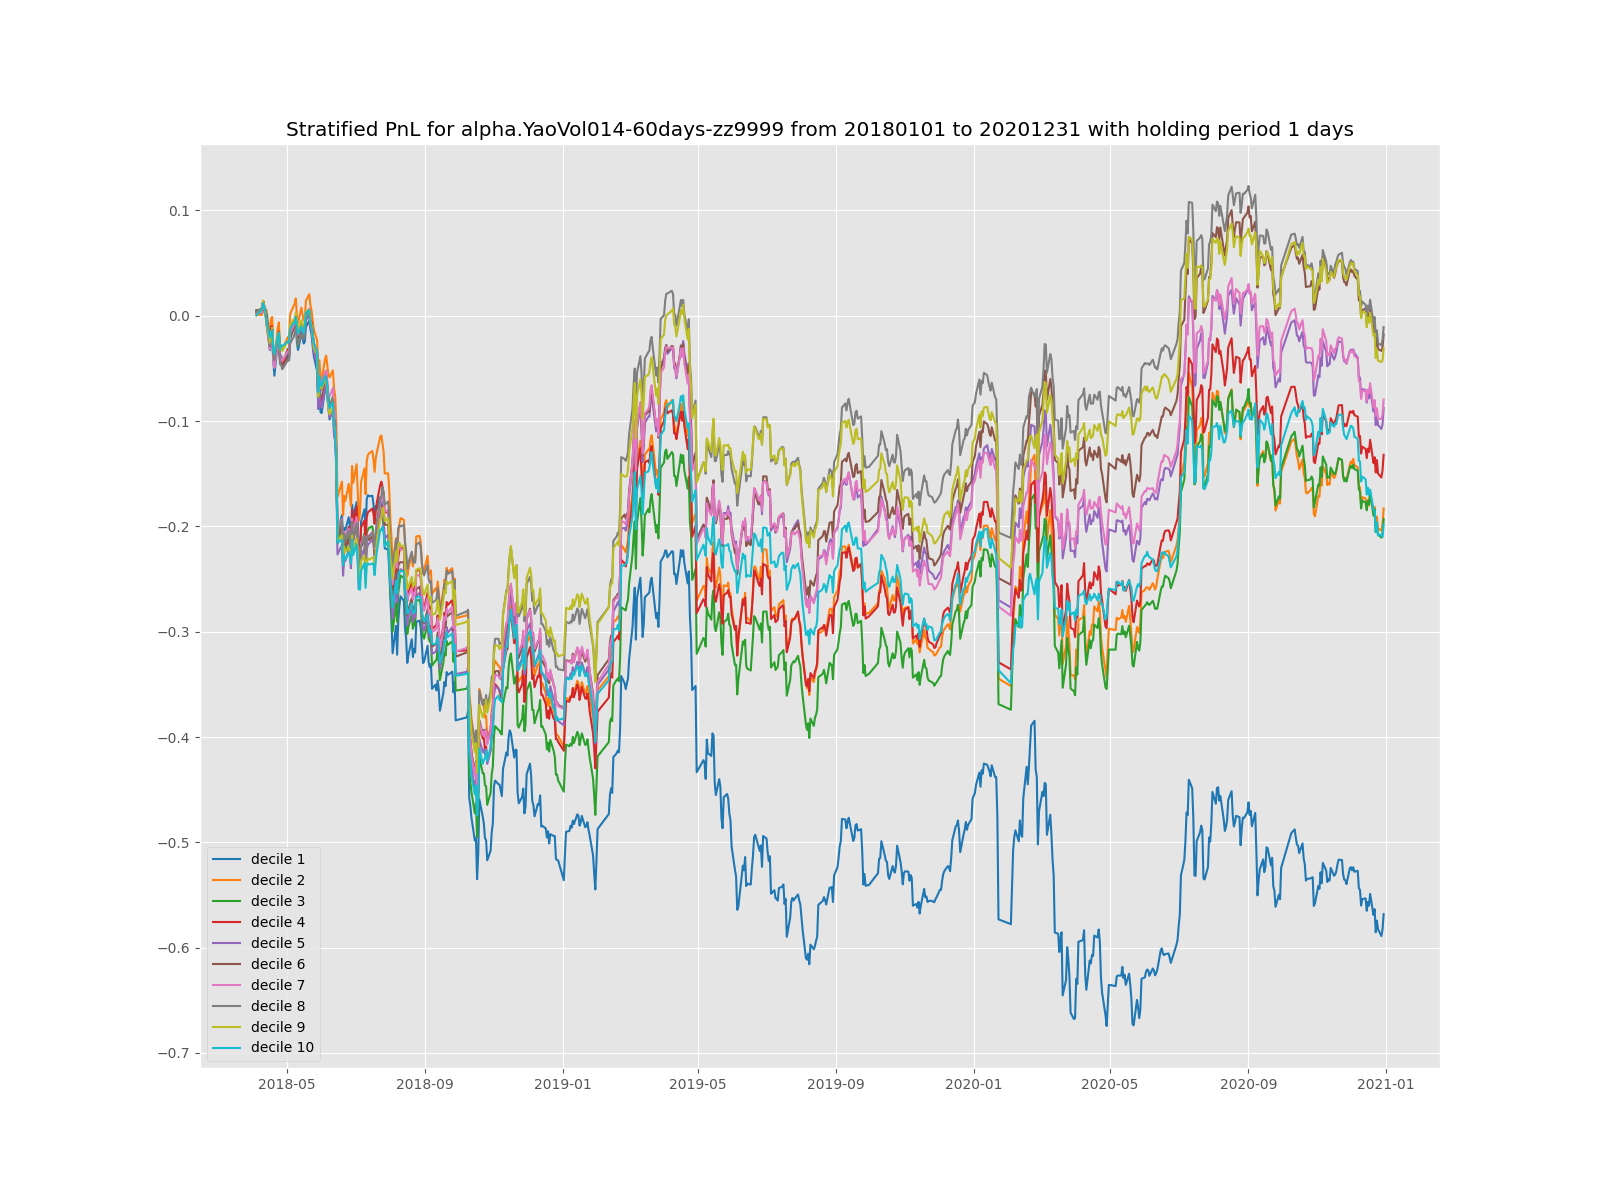 Stratified PnL for alpha.YaoVol014-60days-zz9999 from 20180101 to 20201231 with holding period 1 days
0.1
0.0
−0.1
−0.2
−0.3
−0.4
−0.5
−0.6
−0.7
decile 1
decile 2
decile 3
decile 4
decile 5
decile 6
decile 7
decile 8
decile 9
decile 10
2018-05
2018-09
2019-01
2019-05
2019-09
2020-01
2020-05
2020-09
2021-01